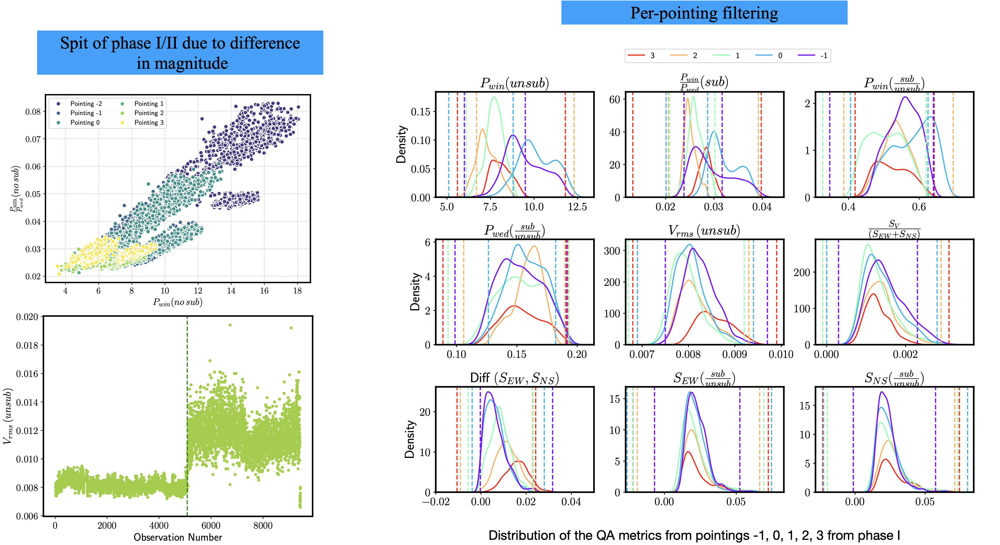 Spit of phase I/II due to difference
in magnitude
Pointing -2
Pointing -1
Pointing 0
Pointing 1
Pointing 2
Pointing 3
0.08
0.07
0.06
0.05
0.04
0.03
0.02
P_win/P_wed (no sub)
4 6 8 10 12 14 16 18
P_win (no sub)
0.020
0.018
0.016
0.014
0.012
0.010
0.008
0.006
V_rms (unsub)
0 2000 4000 6000 8000
Observation Number
Per-pointing filtering
3 2 1 0 -1
P_win(unsub)
Density
0.15
0.10
0.05
0.00
5.0 7.5 10.0 12.5
P_win/P_wed (sub)
60
40
20
0
0.02 0.03 0.04
P_win(sub/unsub)
2
1
0
0.4 0.6
P_wed(sub/unsub)
Density
6
4
2
0
0.10 0.15 0.20
V_rms (unsub)
300
200
100
0
0.007 0.008 0.009 0.010
S_V/(S_EW+S_NS)
200
100
0
0.000 0.002
Diff (S_EW, S_NS)
Density
20
10
0
−0.02 0.00 0.02 0.04
S_EW(sub/unsub)
15
10
5
0
0.00 0.05
S_NS(sub/unsub)
15
10
5
0
0.00 0.05
Distribution of the QA metrics from pointings -1, 0, 1, 2, 3 from phase I